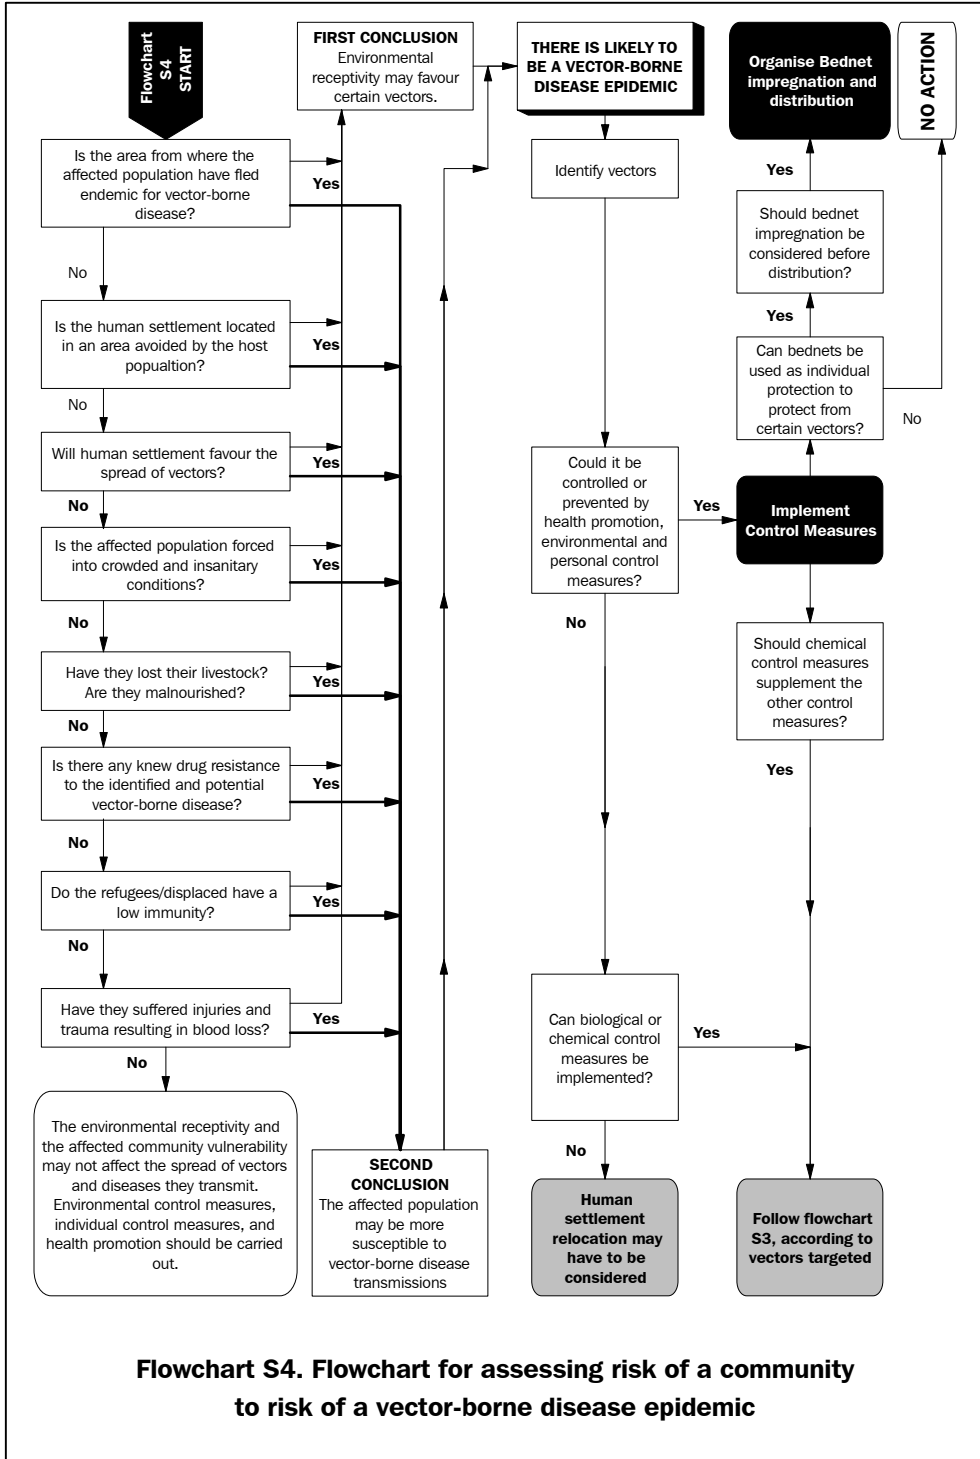 Flowchart
S4
START
Is the area from where the
affected population have fled
endemic for vector-borne
disease?
Yes
No
Is the human settlement located
in an area avoided by the host
popualtion?
Yes
No
Will human settlement favour the
spread of vectors?
Yes
No
Is the affected population forced
into crowded and insanitary
conditions?
Yes
No
Have they lost their livestock?
Are they malnourished?
Yes
No
Is there any knew drug resistance
to the identified and potential
vector-borne disease?
Yes
No
Do the refugees/displaced have a
low immunity?
Yes
No
Have they suffered injuries and
trauma resulting in blood loss?
Yes
No
The environmental receptivity and
the affected community vulnerability
may not affect the spread of vectors
and diseases they transmit.
Environmental control measures,
individual control measures, and
health promotion should be carried
out.
FIRST CONCLUSION
Environmental
receptivity may favour
certain vectors.
SECOND
CONCLUSION
The affected population
may be more
susceptible to
vector-borne disease
transmissions
THERE IS LIKELY TO
BE A VECTOR-BORNE
DISEASE EPIDEMIC
Identify vectors
Could it be
controlled or
prevented by
health promotion,
environmental and
personal control
measures?
Yes
No
Can biological or
chemical control
measures be
implemented?
Yes
No
Human
settlement
relocation may
have to be
considered
Organise Bednet
impregnation and
distribution
NO ACTION
Yes
Should bednet
impregnation be
considered before
distribution?
Yes
Can bednets be
used as individual
protection to
protect from
certain vectors?
No
Implement
Control Measures
Should chemical
control measures
supplement the
other control
measures?
Yes
Follow flowchart
S3, according to
vectors targeted
Flowchart S4. Flowchart for assessing risk of a community
to risk of a vector-borne disease epidemic